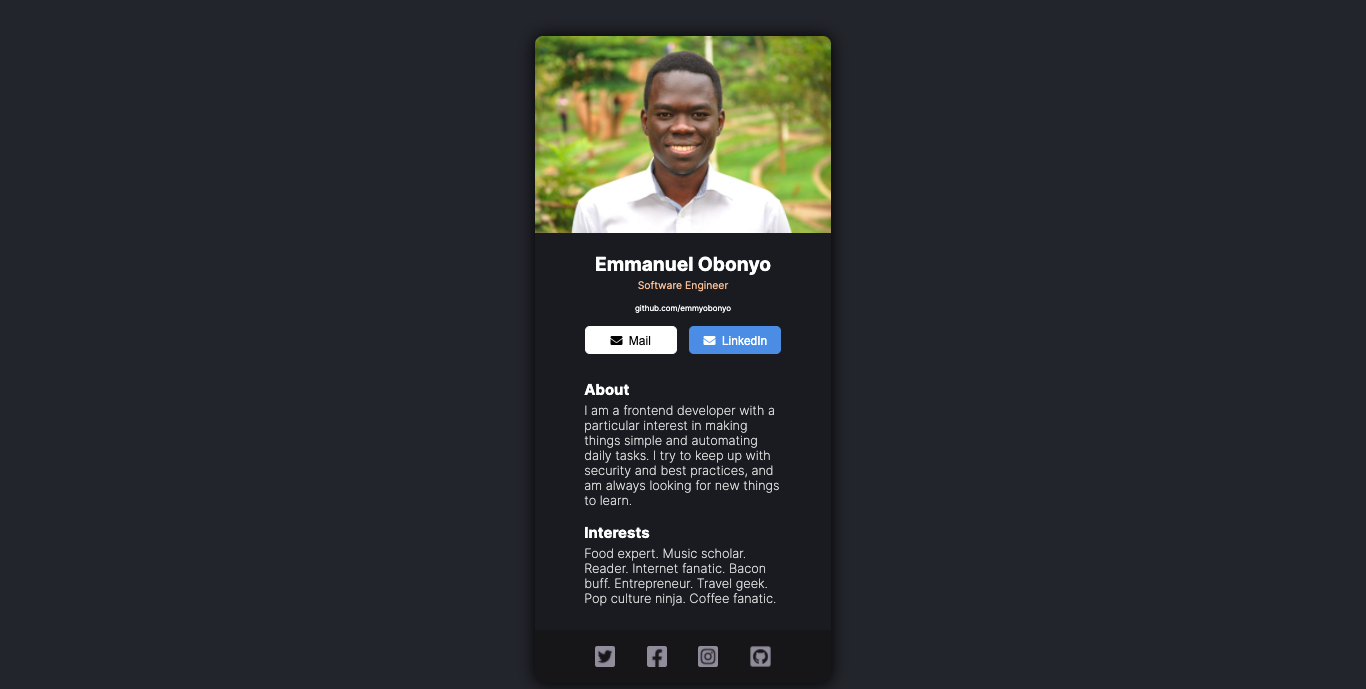 Emmanuel Obonyo
Software Engineer
github.com/emmyobonyo
Mail
LinkedIn
About
I am a frontend developer with a
particular interest in making
things simple and automating
daily tasks. I try to keep up with
security and best practices, and
am always looking for new things
to learn.
Interests
Food expert. Music scholar.
Reader. Internet fanatic. Bacon
buff. Entrepreneur. Travel geek.
Pop culture ninja. Coffee fanatic.